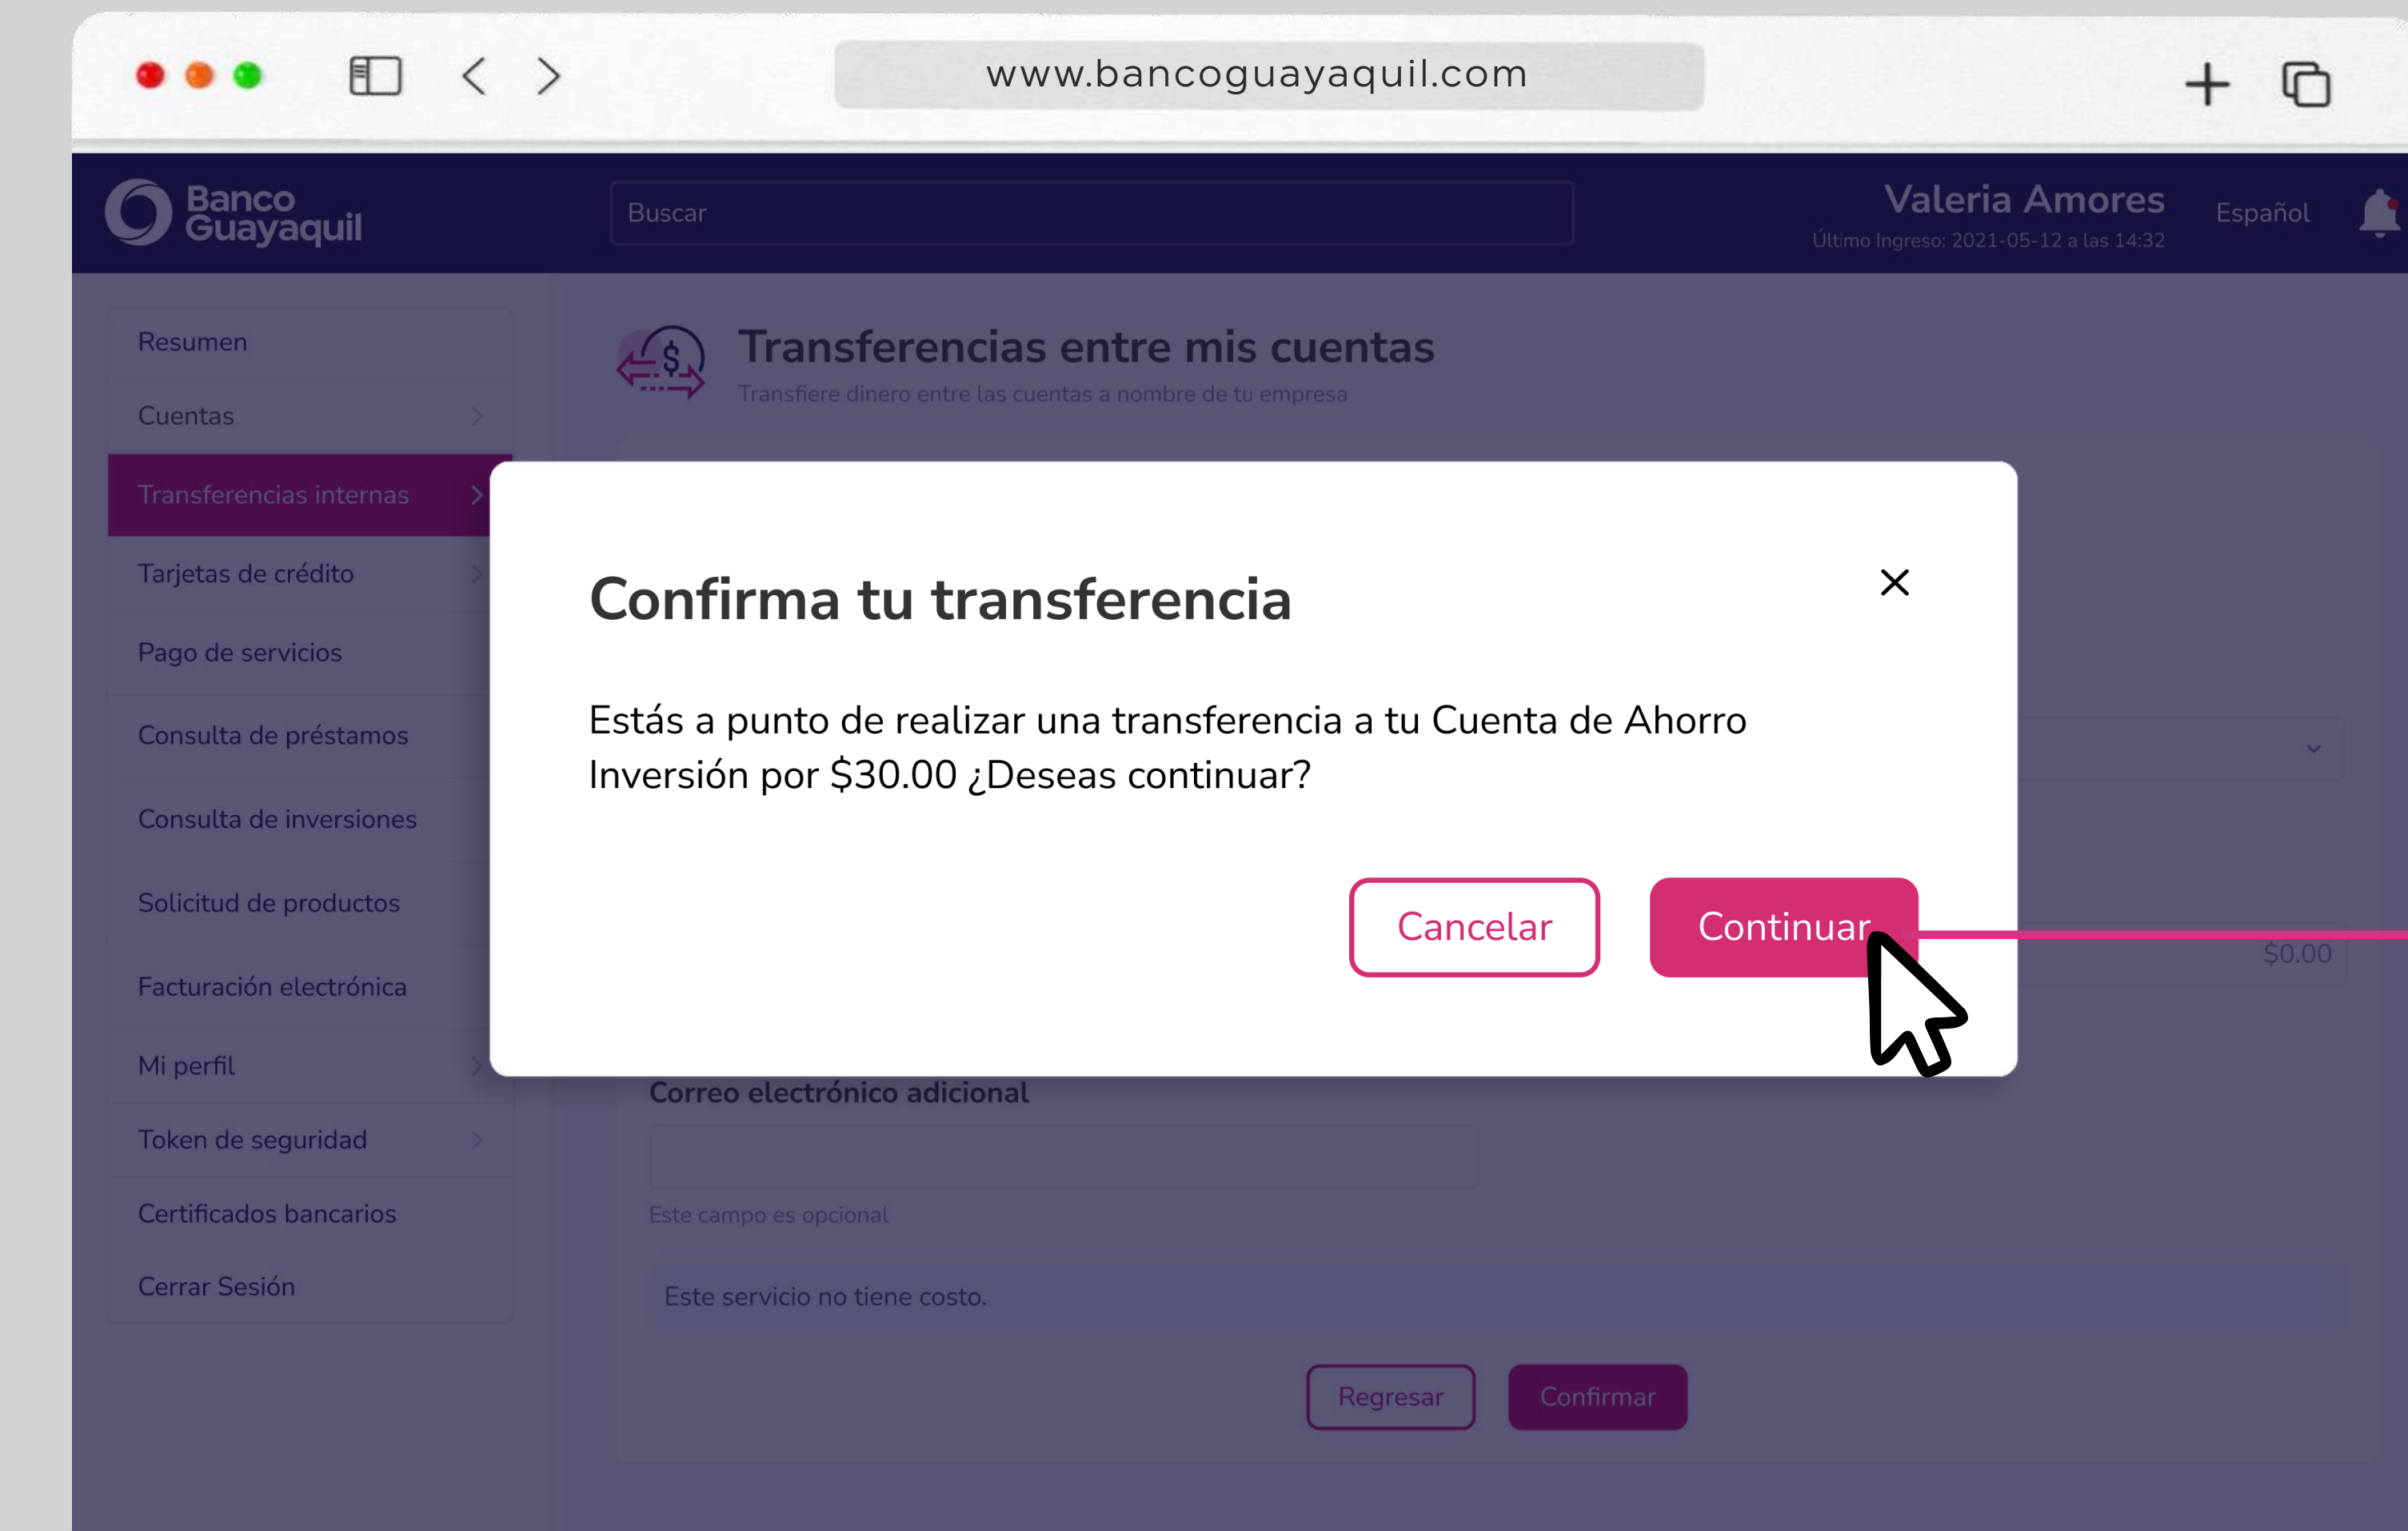 www.bancoguayaquil.com
Banco
Guayaquil
Buscar
Valeria Amores
Último Ingreso: 2021-05-12 a las 14:32
Español
Resumen
Cuentas
Transferencias internas
Tarjetas de crédito
Pago de servicios
Consulta de préstamos
Consulta de inversiones
Solicitud de productos
Facturación electrónica
Mi perfil
Token de seguridad
Certificados bancarios
Cerrar Sesión
Transferencias entre mis cuentas
Transfiere dinero entre las cuentas a nombre de tu empresa
Confirma tu transferencia
Estás a punto de realizar una transferencia a tu Cuenta de Ahorro
Inversión por $30.00 ¿Deseas continuar?
Cancelar
Continuar
$0.00
Correo electrónico adicional
Este campo es opcional
Este servicio no tiene costo.
Regresar
Confirmar